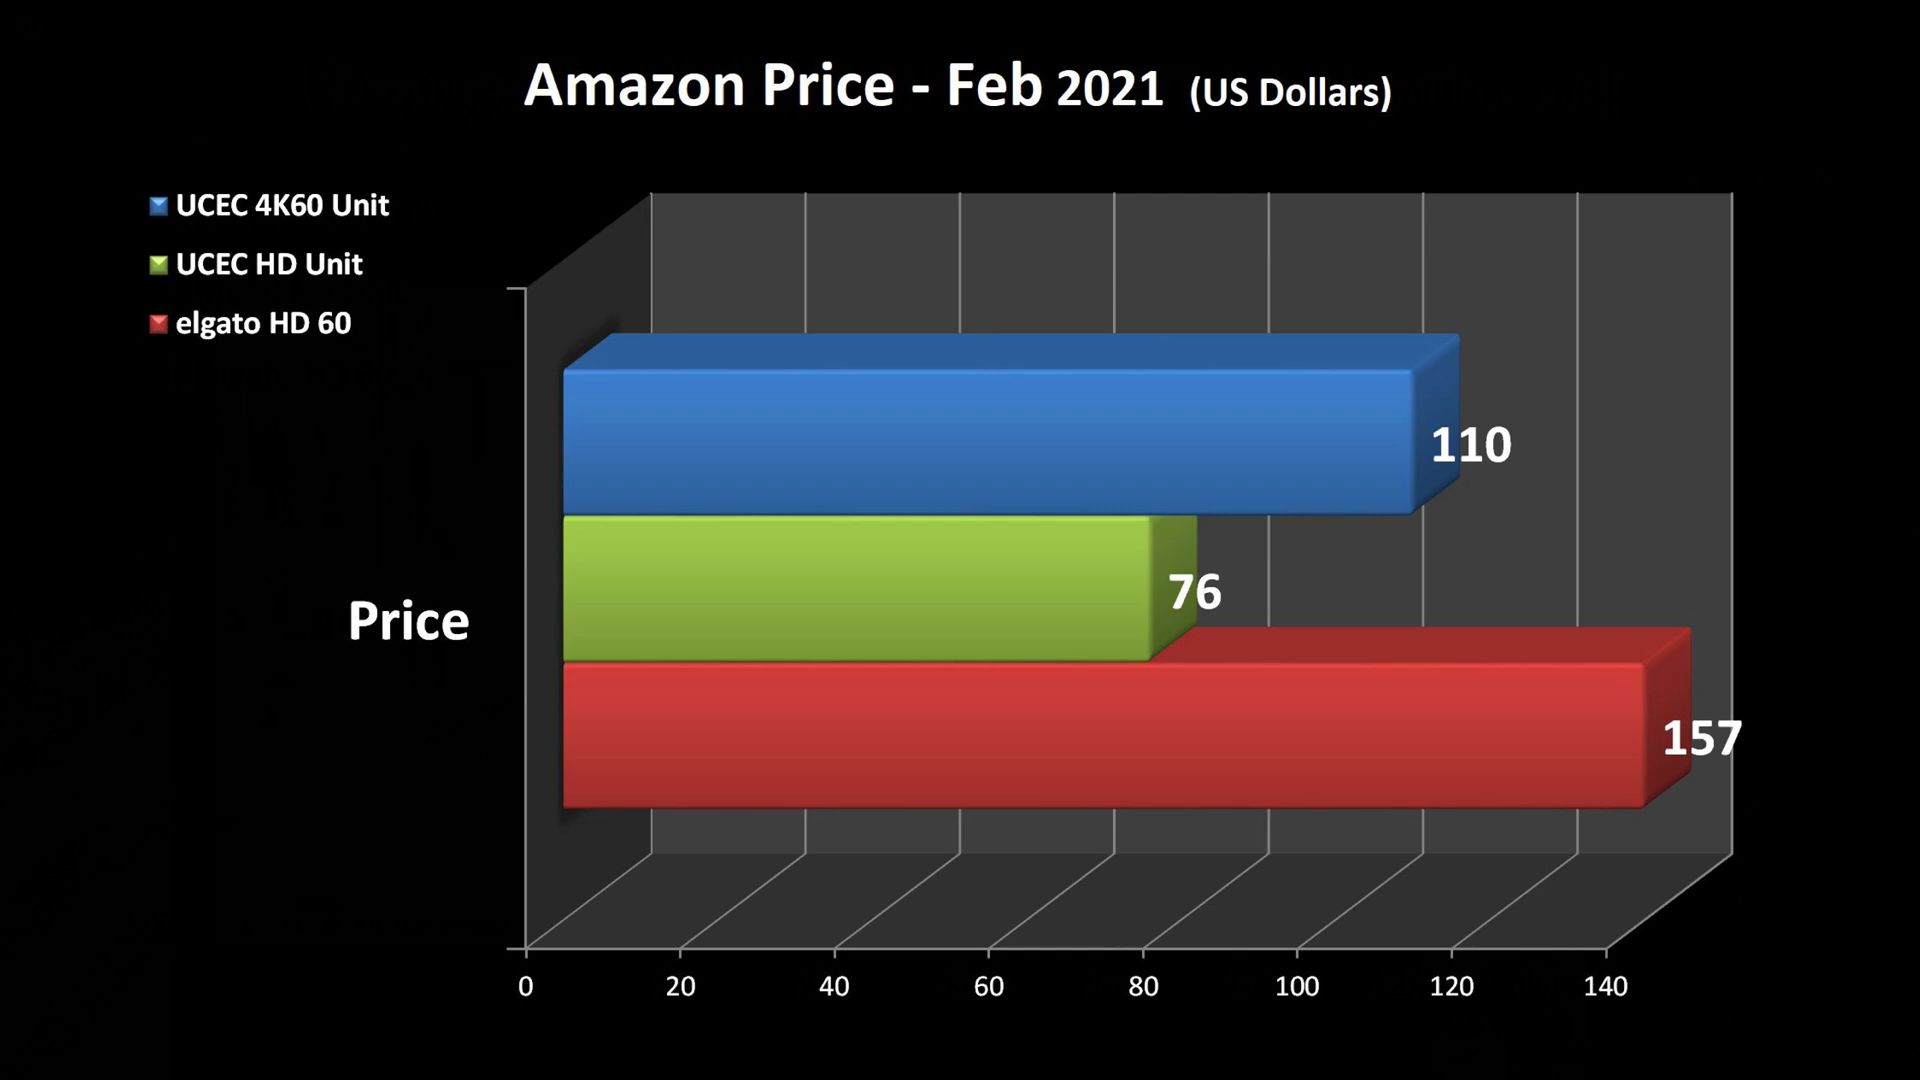 Amazon Price - Feb 2021 (US Dollars)
UCEC 4K60 Unit
UCEC HD Unit
elgato HD 60
110
76
157
Price
0 20 40 60 80 100 120 140